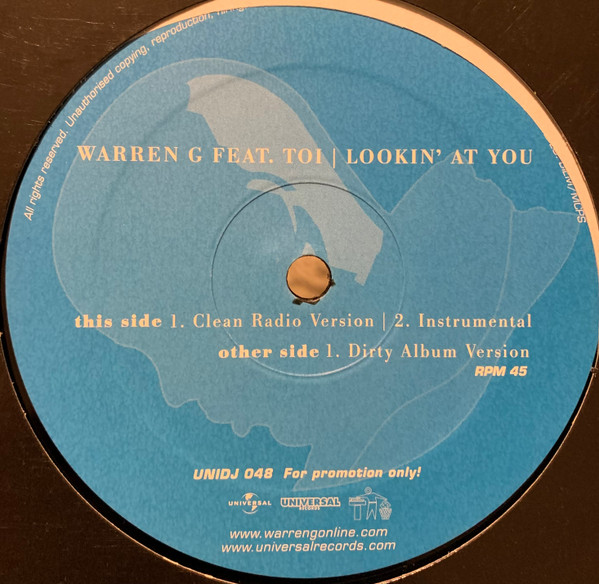 All rights reserved. Unauthorised copying, reproduction,
WARREN G FEAT. TOI | LOOKIN' AT YOU
this side 1. Clean Radio Version | 2. Instrumental
other side 1. Dirty Album Version
RPM 45
UNIDJ 048 For promotion only!
UNIVERSAL
UNIVERSAL
RECORDS
www.warrengonline.com
www.universalrecords.com